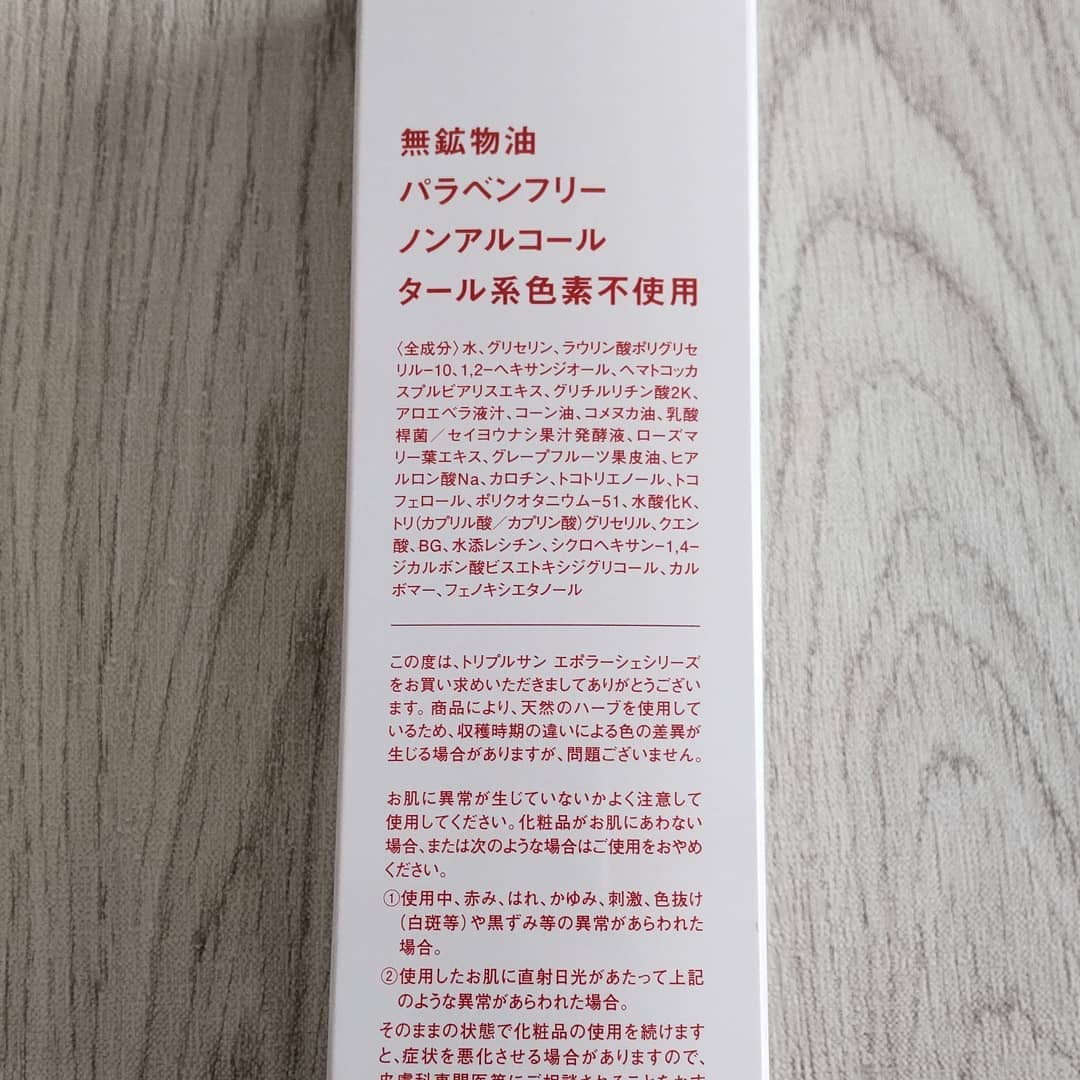 無鉱物油
パラベンフリー
ノンアルコール
タール系色素不使用
〈全成分〉水、グリセリン、ラウリン酸ポリグリセ
リル-10、1,2-ヘキサンジオール、ヘマトコッカ
スプルビアリスエキス、グリチルリチン酸2K、
アロエベラ液汁、コーン油、コメヌカ油、乳酸
桿菌／セイヨウナシ果汁発酵液、ローズマ
リー葉エキス、グレープフルーツ果皮油、ヒア
ルロン酸Na、カロチン、トコトリエノール、トコ
フェロール、ポリクオタニウム-51、水酸化K、
トリ（カプリル酸／カプリン酸）グリセリル、クエン
酸、BG、水添レシチン、シクロヘキサン-1,4-
ジカルボン酸ビスエトキシジグリコール、カル
ボマー、フェノキシエタノール
この度は、トリプルサン エポラーシェシリーズ
をお買い求めいただきましてありがとうござい
ます。商品により、天然のハーブを使用して
いるため、収穫時期の違いによる色の差異が
生じる場合がありますが、問題ございません。
お肌に異常が生じていないかよく注意して
使用してください。化粧品がお肌にあわない
場合、または次のような場合はご使用をおやめ
ください。
①使用中、赤み、はれ、かゆみ、刺激、色抜け
（白斑等）や黒ずみ等の異常があらわれた
場合。
②使用したお肌に直射日光があたって上記
のような異常があらわれた場合。
そのままの状態で化粧品の使用を続けます
と、症状を悪化させる場合がありますので、
皮膚科専門医等にご相談されることをおす